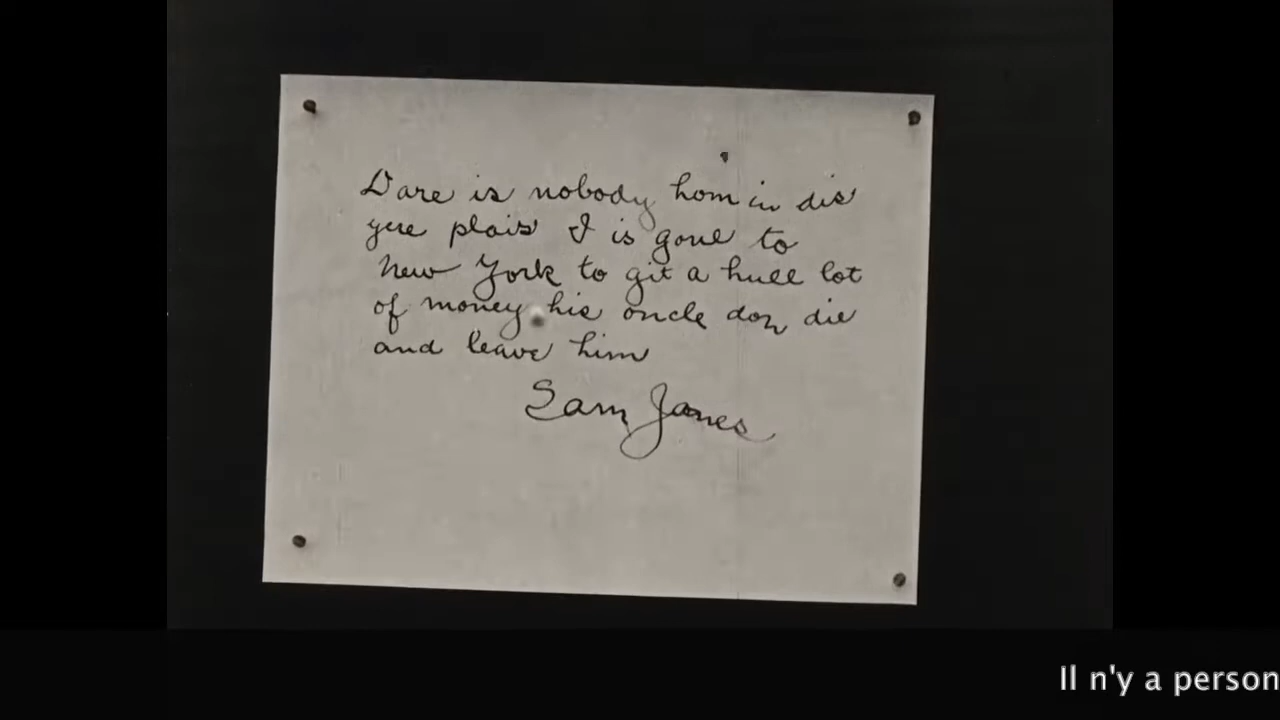 Dare is nobody hom in dis
yere plais I is gone to
New York to git a hull lot
of money his oncle don die
and leave him
Sam Jones
Il n'y a person